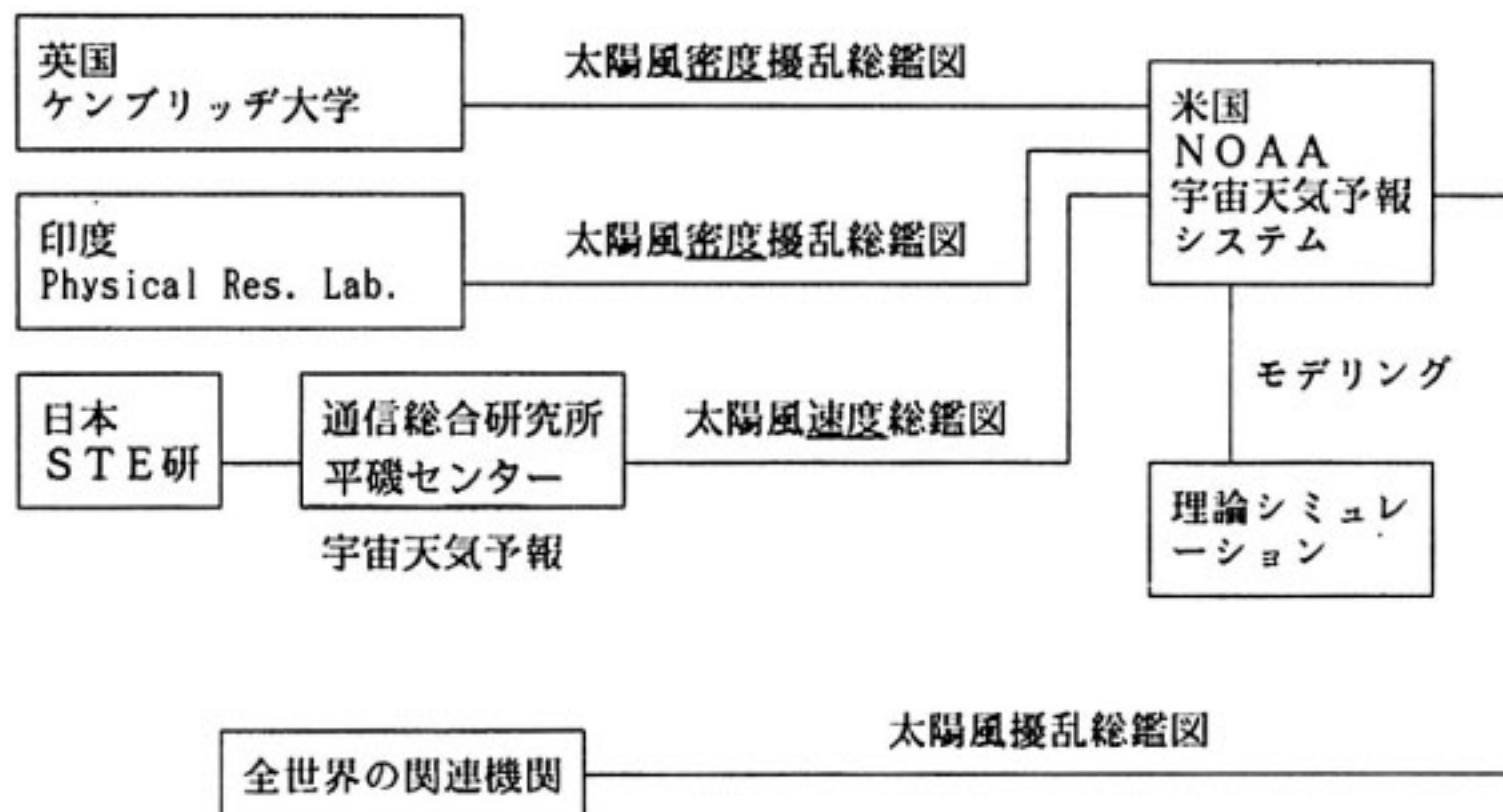 英国
ケンブリッヂ大学
太陽風密度擾乱総鑑図
米国
ＮＯＡＡ
宇宙天気予報
システム
印度
Physical Res. Lab.
太陽風密度擾乱総鑑図
モデリング
日本
ＳＴＥ研
通信総合研究所
平磯センター
宇宙天気予報
太陽風速度総鑑図
理論シミュレ
ーション
太陽風擾乱総鑑図
全世界の関連機関